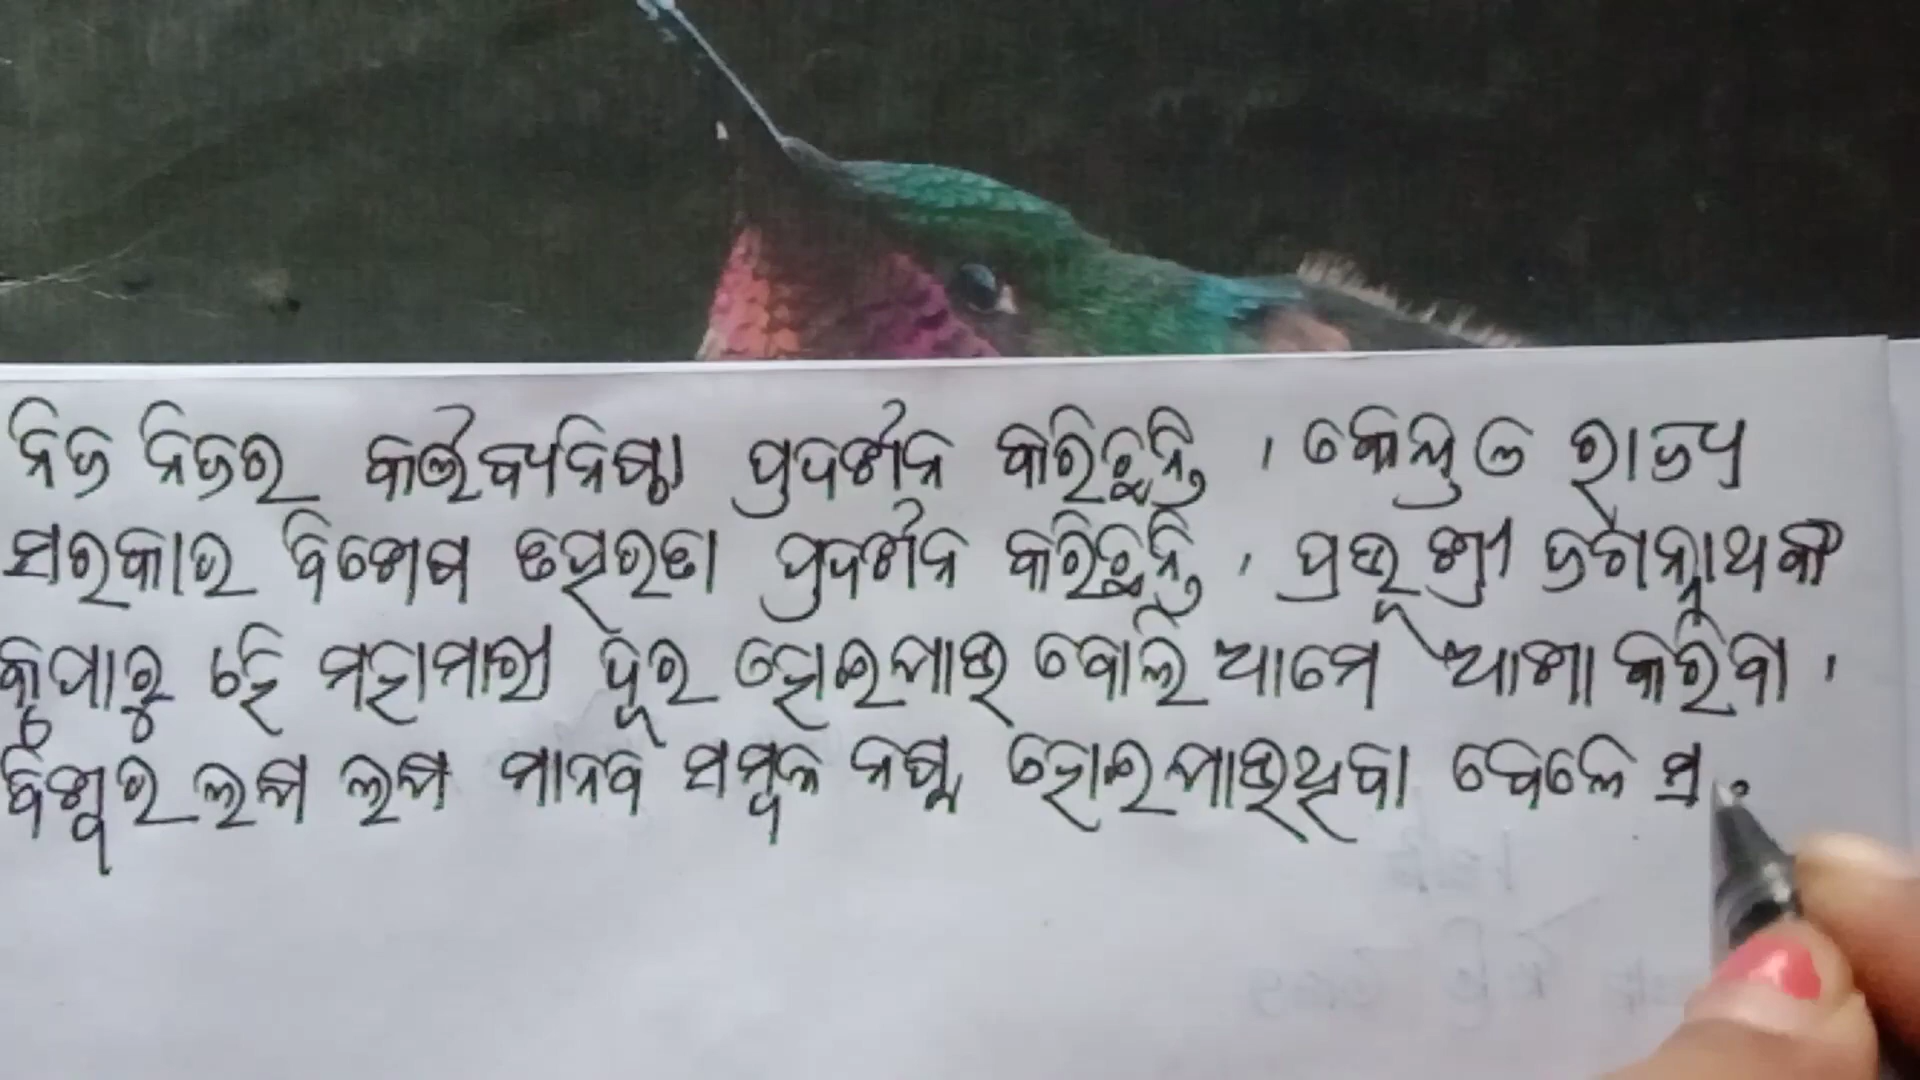 ନିଜ ନିଜର କର୍ତ୍ତବ୍ୟନିଷ୍ଠା ପ୍ରଦର୍ଶନ କରିଛନ୍ତି । କେନ୍ଦ୍ର ଓ ରାଜ୍ୟ
ସରକାର ବିଶେଷ ତତ୍ପରତା ପ୍ରଦର୍ଶନ କରିଛନ୍ତି । ପ୍ରଭୁ ଶ୍ରୀ ଜଗନ୍ନାଥଙ୍କ
କୃପାରୁ ଏହି ମହାମାରୀ ଦୂର ହୋଇଯାଉ ବୋଲି ଆମେ ଆଶା କରିବା ।
ବିଶ୍ୱର ଲକ୍ଷ ଲକ୍ଷ ମାନବ ସମ୍ବଳ ନଷ୍ଟ ହୋଇଯାଉଥିବା ବେଳେ